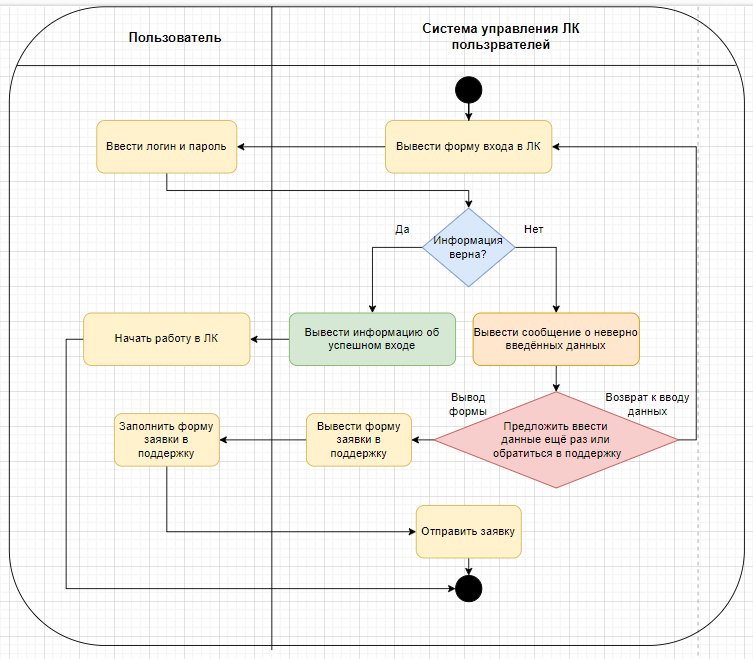 Пользователь
Система управления ЛК
пользрвателей
Ввести логин и пароль
Вывести форму входа в ЛК
Да
Нет
Информация
верна?
Начать работу в ЛК
Вывести информацию об
успешном входе
Вывести сообщение о неверно
введённых данных
Вывод
формы
Возврат к вводу
данных
Заполнить форму
заявки в
поддержку
Вывести форму
заявки в
поддержку
Предложить ввести
данные ещё раз или
обратиться в поддержку
Отправить заявку